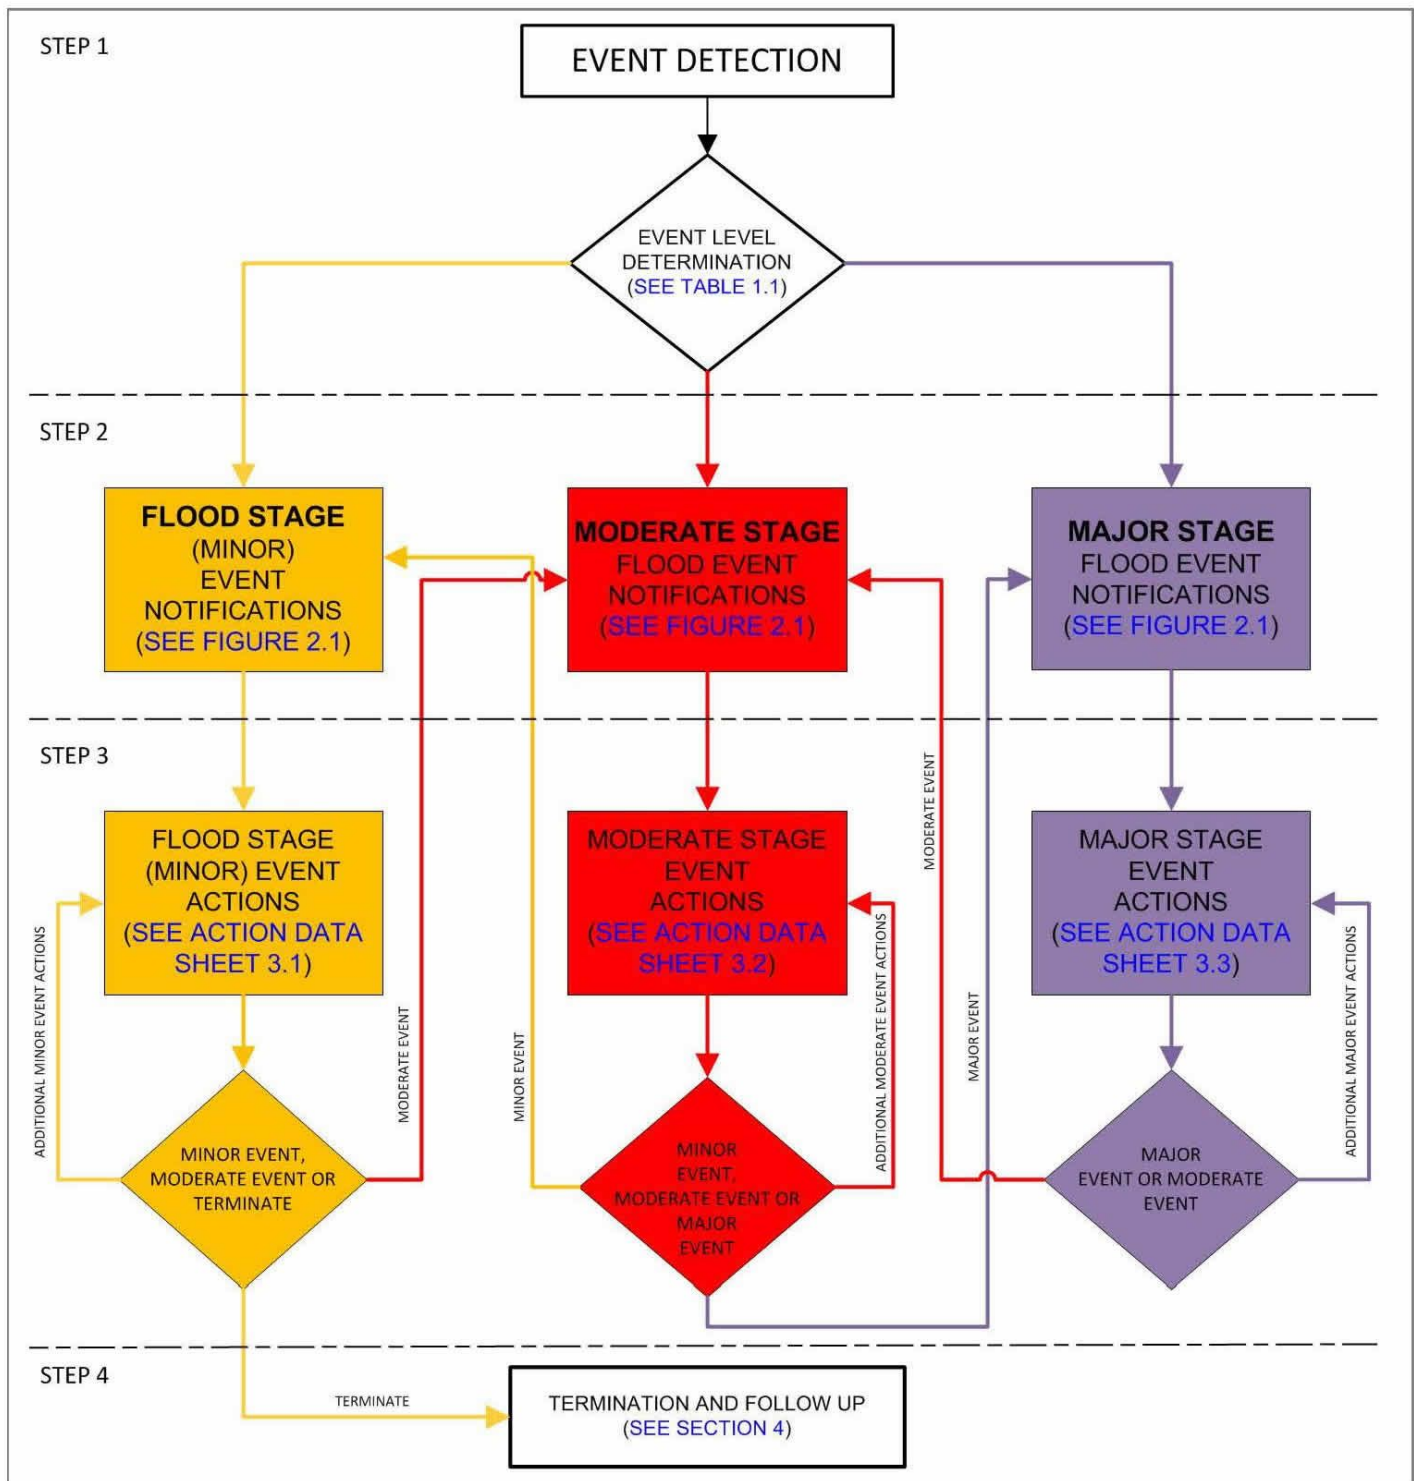 STEP 1
EVENT DETECTION
EVENT LEVEL
DETERMINATION
(SEE TABLE 1.1)
STEP 2
FLOOD STAGE
(MINOR)
EVENT
NOTIFICATIONS
(SEE FIGURE 2.1)
MODERATE STAGE
FLOOD EVENT
NOTIFICATIONS
(SEE FIGURE 2.1)
MAJOR STAGE
FLOOD EVENT
NOTIFICATIONS
(SEE FIGURE 2.1)
STEP 3
FLOOD STAGE
(MINOR) EVENT
ACTIONS
(SEE ACTION DATA
SHEET 3.1)
MODERATE STAGE
EVENT
ACTIONS
(SEE ACTION DATA
SHEET 3.2)
MAJOR STAGE
EVENT
ACTIONS
(SEE ACTION DATA
SHEET 3.3)
ADDITIONAL MINOR EVENT ACTIONS
MODERATE EVENT
MINOR EVENT
ADDITIONAL MODERATE EVENT ACTIONS
MODERATE EVENT
MAJOR EVENT
ADDITIONAL MAJOR EVENT ACTIONS
MINOR EVENT,
MODERATE EVENT OR
TERMINATE
MINOR
EVENT,
MODERATE EVENT OR
MAJOR
EVENT
MAJOR
EVENT OR MODERATE
EVENT
STEP 4
TERMINATE
TERMINATION AND FOLLOW UP
(SEE SECTION 4)